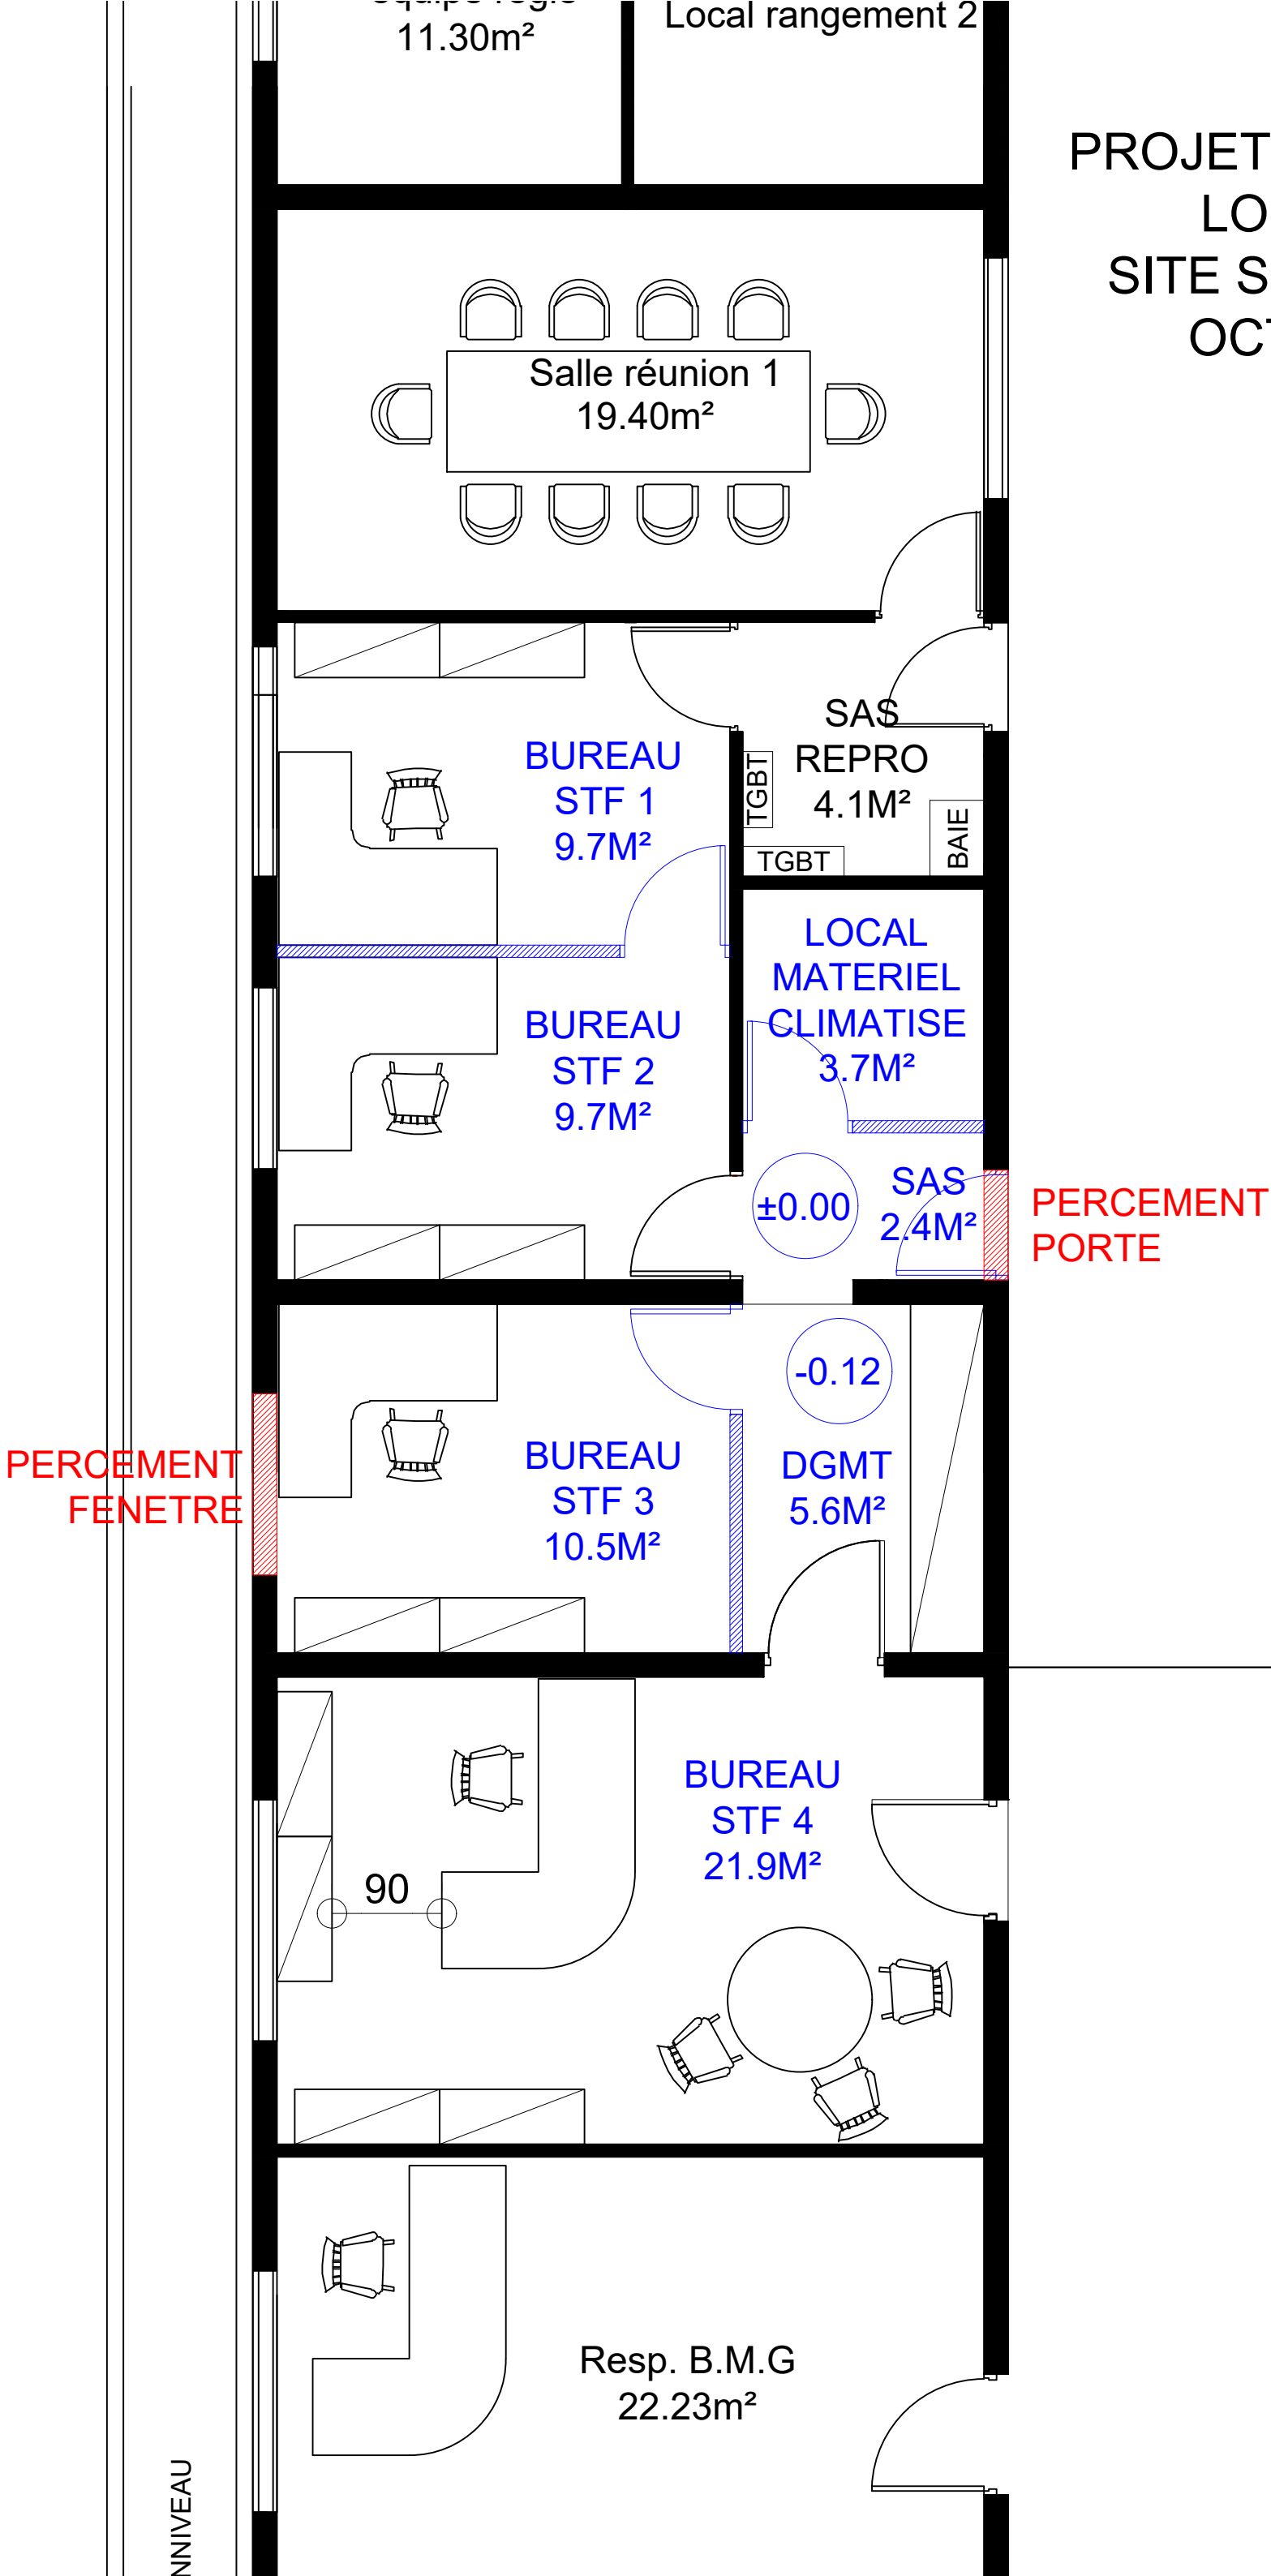 11.30m²
Local rangement 2
PROJET
LO
SITE S
OC
Salle réunion 1
19.40m²
SAS
REPRO
4.1M²
TGBT
TGBT
BAIE
BUREAU
STF 1
9.7M²
LOCAL
MATERIEL
CLIMATISE
3.7M²
BUREAU
STF 2
9.7M²
±0.00
SAS
2.4M²
PERCEMENT
PORTE
-0.12
PERCEMENT
FENETRE
BUREAU
STF 3
10.5M²
DGMT
5.6M²
BUREAU
STF 4
21.9M²
90
Resp. B.M.G
22.23m²
NNIVEAU